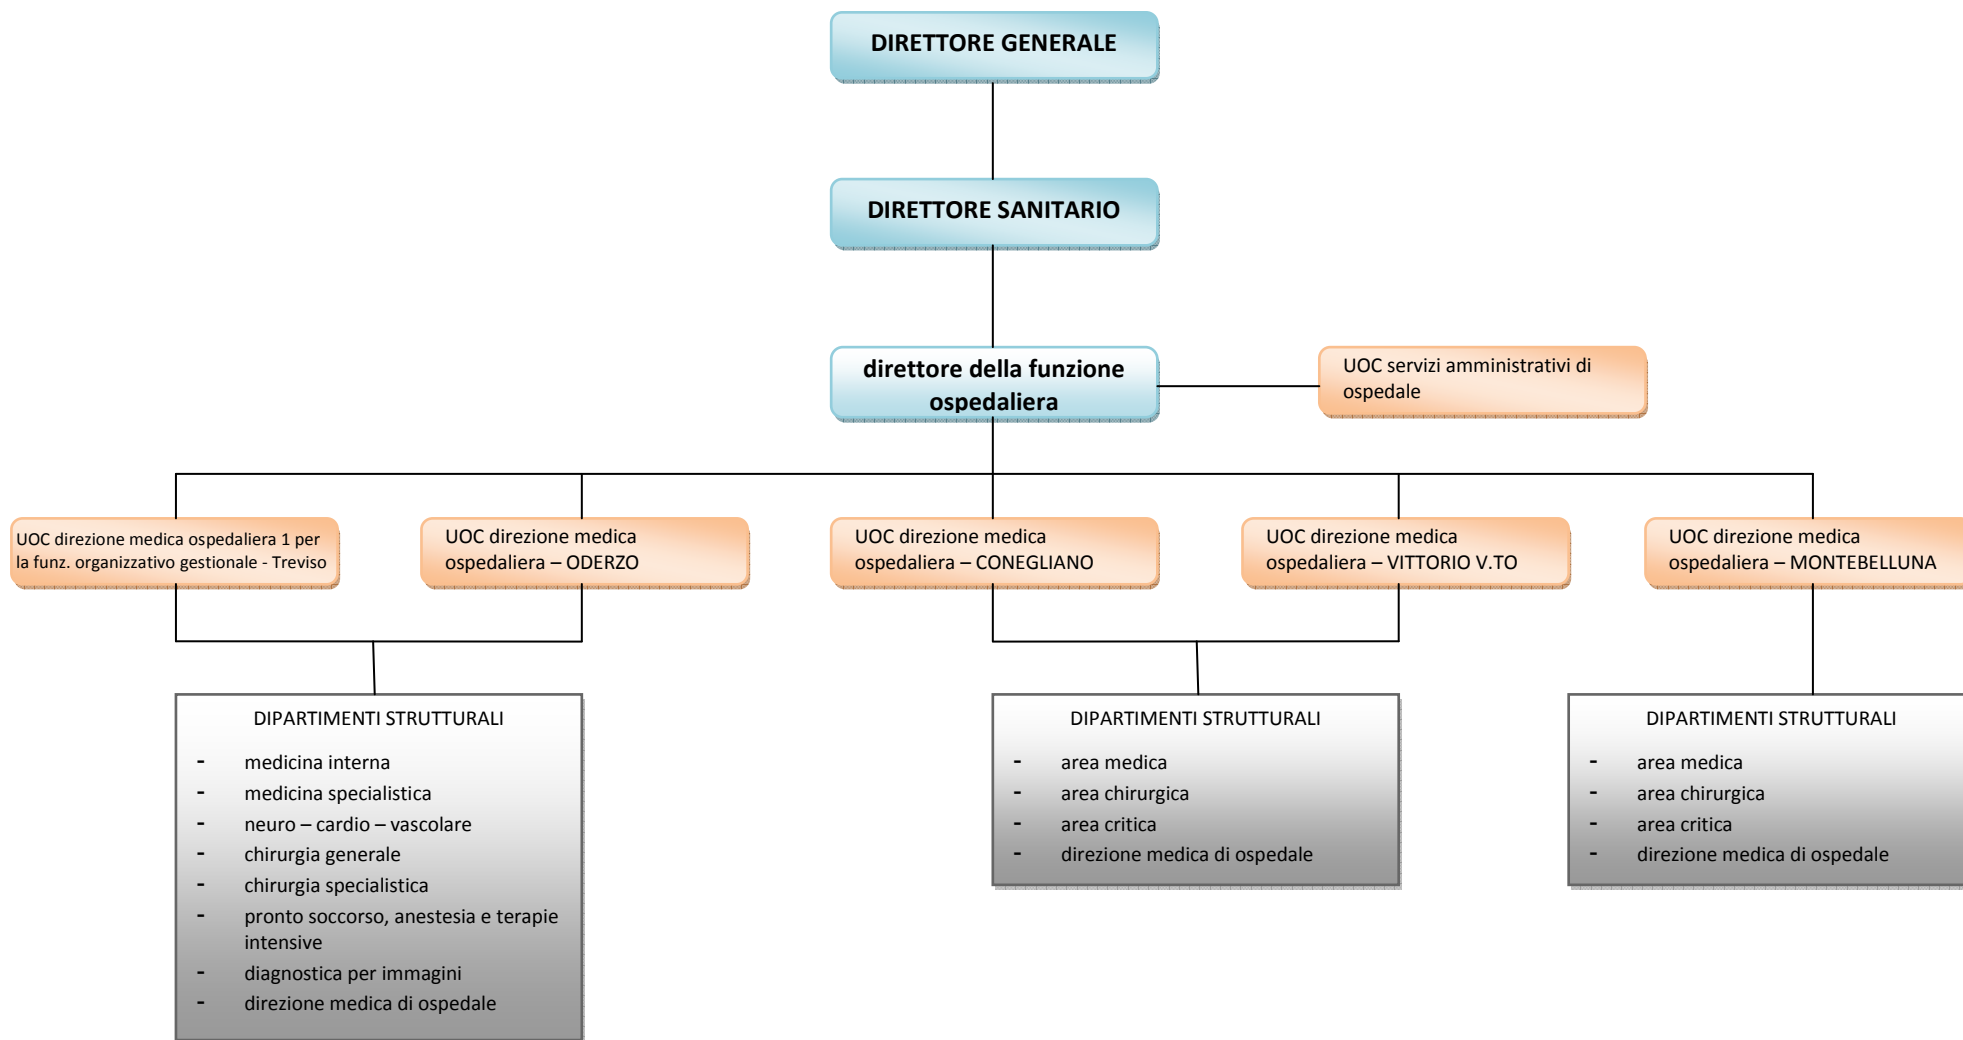 DIRETTORE GENERALE
DIRETTORE SANITARIO
direttore della funzione
ospedaliera
UOC servizi amministrativi di
ospedale
UOC direzione medica ospedaliera 1 per
la funz. organizzativo gestionale - Treviso
UOC direzione medica
ospedaliera – ODERZO
UOC direzione medica
ospedaliera – CONEGLIANO
UOC direzione medica
ospedaliera – VITTORIO V.TO
UOC direzione medica
ospedaliera – MONTEBELLUNA
DIPARTIMENTI STRUTTURALI
- medicina interna
- medicina specialistica
- neuro – cardio – vascolare
- chirurgia generale
- chirurgia specialistica
- pronto soccorso, anestesia e terapie
intensive
- diagnostica per immagini
- direzione medica di ospedale
DIPARTIMENTI STRUTTURALI
- area medica
- area chirurgica
- area critica
- direzione medica di ospedale
DIPARTIMENTI STRUTTURALI
- area medica
- area chirurgica
- area critica
- direzione medica di ospedale